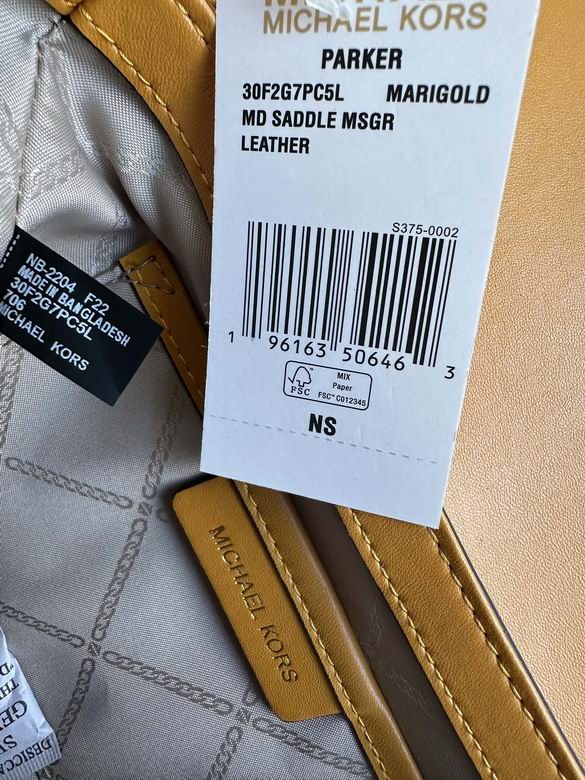 MICHAEL KORS
PARKER
30F2G7PC5L MARIGOLD
MD SADDLE MSGR
LEATHER
S375-0002
1 96163 50646 3
FSC
MIX
Paper
FSC™ C012345
NS
NB-2204 F22
MADE IN BANGLADESH
30F2G7PC5L
706
MICHAEL KORS
MICHAEL KORS
DESICCA